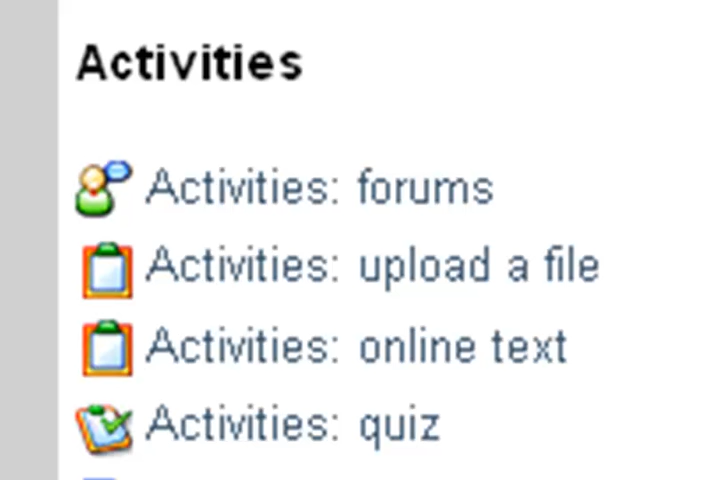 Activities
Activities: forums
Activities: upload a file
Activities: online text
Activities: quiz